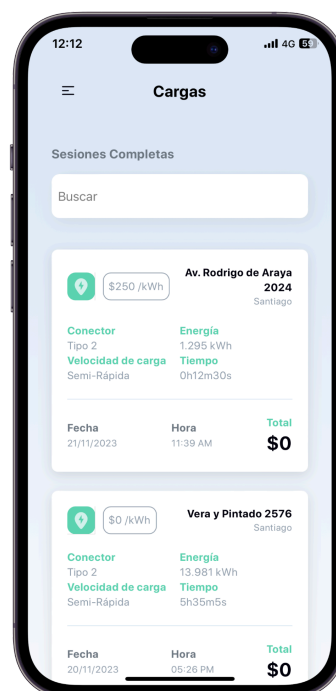 12:12
4G 59
Cargas
Sesiones Completas
Buscar
$250 /kWh
Av. Rodrigo de Araya
2024
Santiago
Conector
Energía
Tipo 2
1.295 kWh
Velocidad de carga
Tiempo
Semi-Rápida
0h12m30s
Fecha
Hora
Total
21/11/2023
11:39 AM
$0
$0 /kWh
Vera y Pintado 2576
Santiago
Conector
Energía
Tipo 2
13.981 kWh
Velocidad de carga
Tiempo
Semi-Rápida
5h35m5s
Fecha
Hora
Total
20/11/2023
05:26 PM
$0